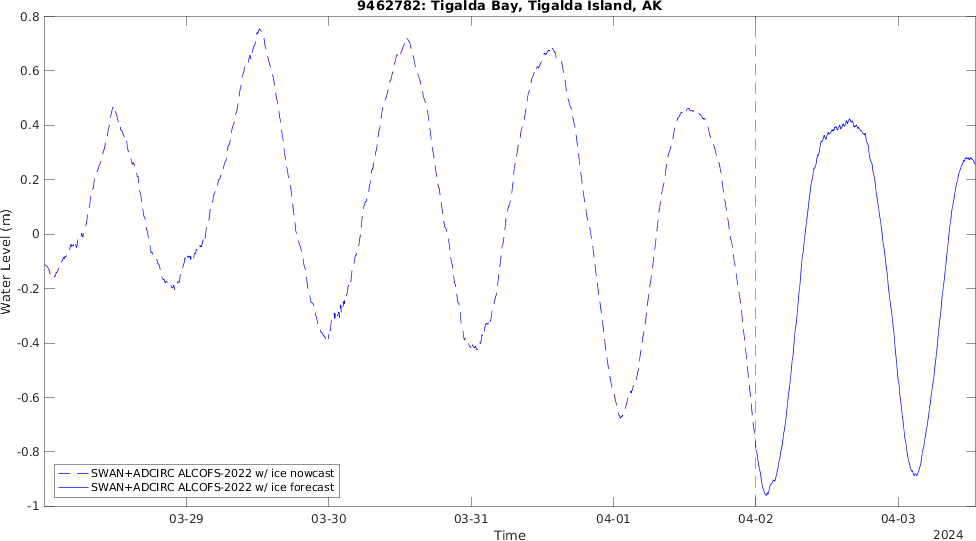 9462782: Tigalda Bay, Tigalda Island, AK
0.8
0.6
0.4
0.2
0
-0.2
-0.4
-0.6
-0.8
-1
Water Level (m)
SWAN+ADCIRC ALCOFS-2022 w/ ice nowcast
SWAN+ADCIRC ALCOFS-2022 w/ ice forecast
03-29 03-30 03-31 04-01 04-02 04-03
Time
2024